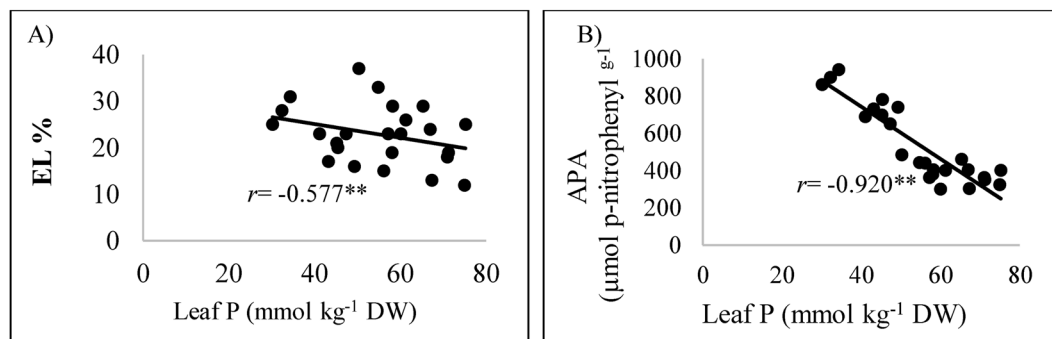 A)
EL %
40
30
20
10
0
r= -0.577**
0 20 40 60 80
Leaf P (mmol kg-1 DW)
B)
APA
(µmol p-nitrophenyl g-1)
1000
800
600
400
200
0
r= -0.920**
0 20 40 60 80
Leaf P (mmol kg-1 DW)